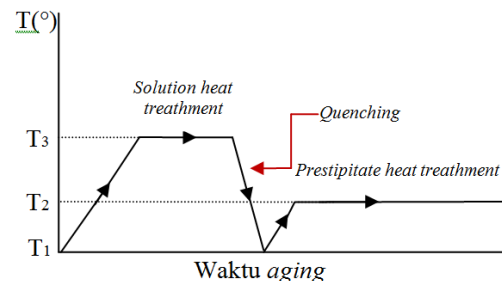 T(°)
Solution heat
treathment
Quenching
T3
Prestipitate heat treathment
T2
T1
Waktu aging